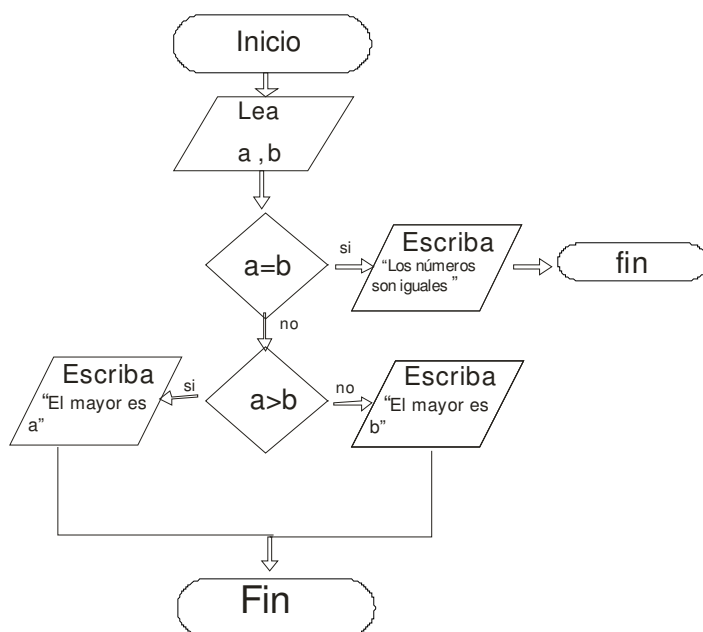 Inicio
Lea
a , b
a=b
si
Escriba
“Los números
son iguales ”
fin
no
a>b
si
Escriba
“El mayor es
a”
no
Escriba
“El mayor es
b”
Fin